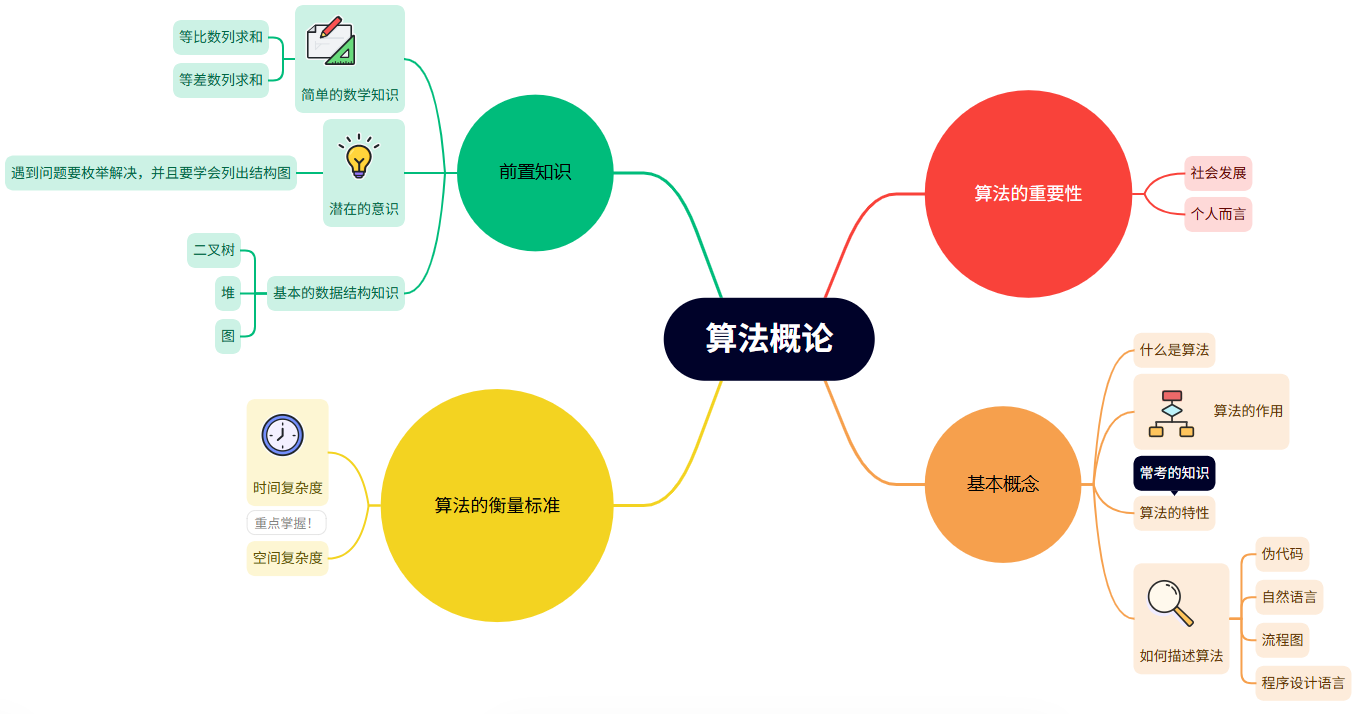 算法概论
前置知识
简单的数学知识
等比数列求和
等差数列求和
潜在的意识
遇到问题要枚举解决，并且要学会列出结构图
基本的数据结构知识
二叉树
堆
图
算法的衡量标准
时间复杂度
重点掌握！
空间复杂度
算法的重要性
社会发展
个人而言
基本概念
什么是算法
算法的作用
常考的知识
算法的特性
如何描述算法
伪代码
自然语言
流程图
程序设计语言